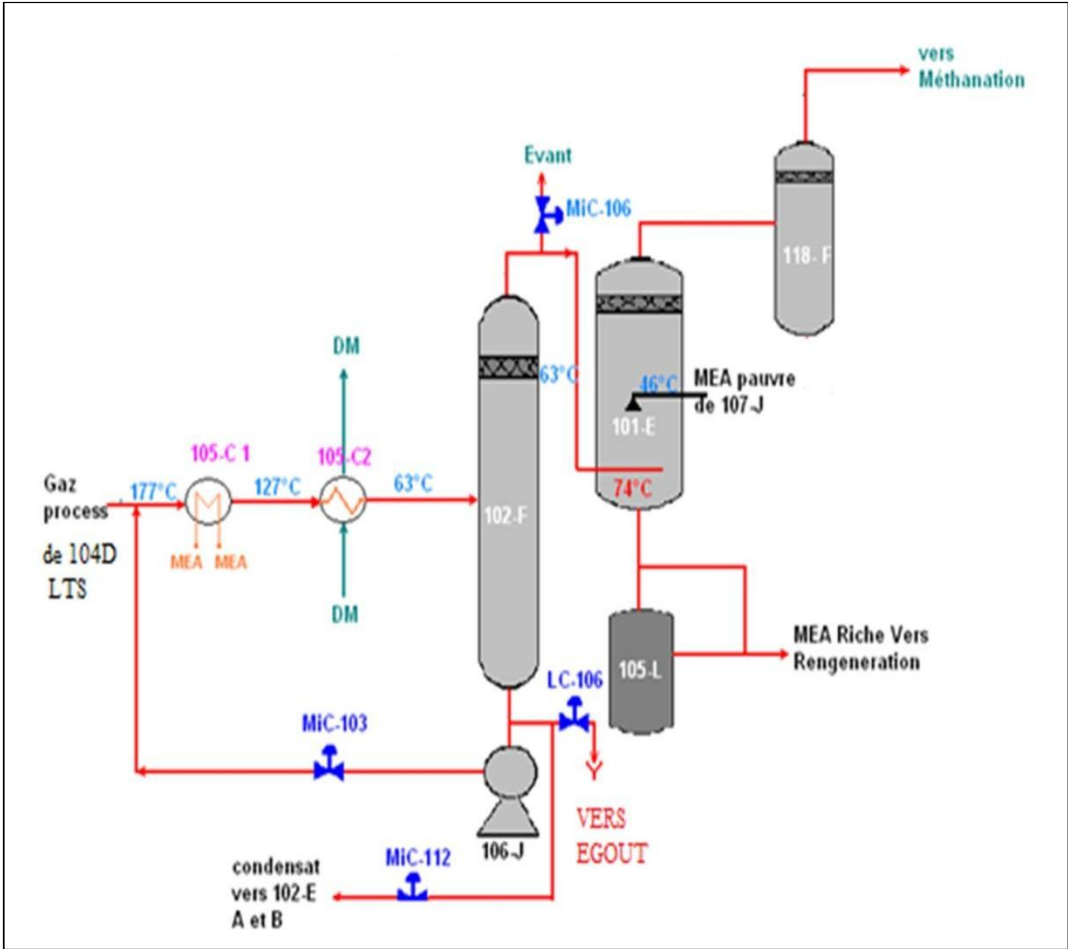 vers
Méthanation
Evant
MiC-106
118- F
DM
63°C
46°C
MEA pauvre
de 107-J
101-E
105-C 1
105-C2
Gaz
process
177°C
127°C
63°C
74°C
102-F
de 104D
LTS
MEA MEA
DM
MEA Riche Vers
Rengeneration
105-L
LC-106
MiC-103
VERS
EGOUT
106-J
MiC-112
condensat
vers 102-E
A et B